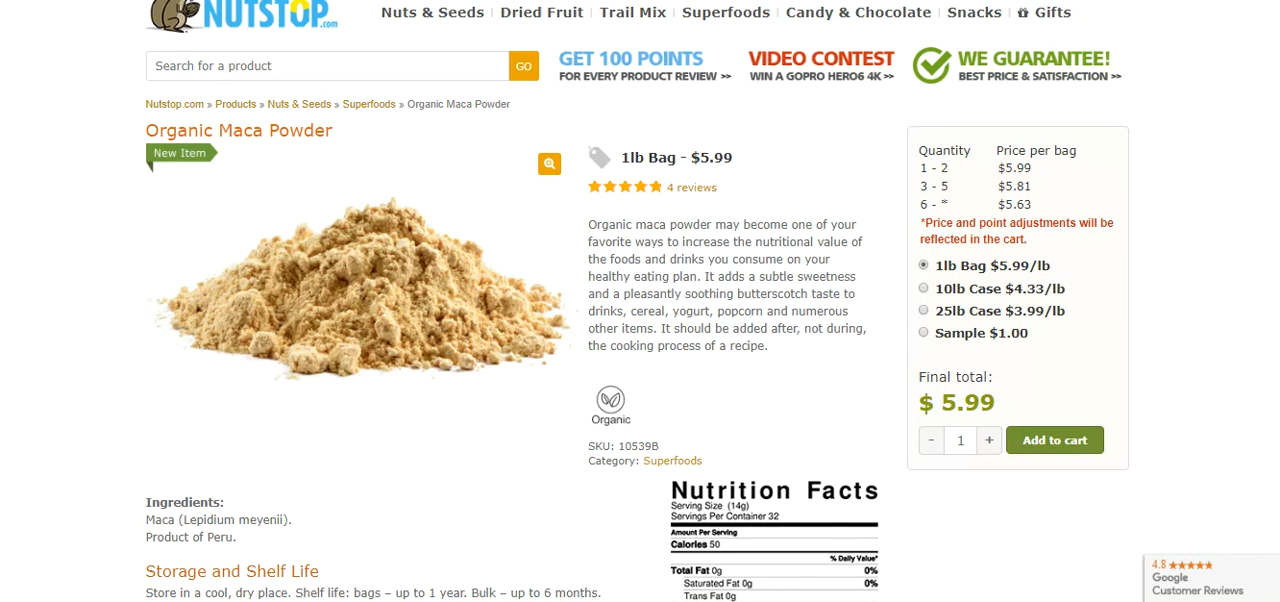 NUTSTOP.com
Nuts & Seeds Dried Fruit Trail Mix Superfoods Candy & Chocolate Snacks Gifts
Search for a product GO
GET 100 POINTS
FOR EVERY PRODUCT REVIEW >>
VIDEO CONTEST
WIN A GOPRO HERO6 4K >>
WE GUARANTEE!
BEST PRICE & SATISFACTION >>
Nutstop.com » Products » Nuts & Seeds » Superfoods » Organic Maca Powder
Organic Maca Powder
New Item
1lb Bag - $5.99
4 reviews
Organic maca powder may become one of your
favorite ways to increase the nutritional value of
the foods and drinks you consume on your
healthy eating plan. It adds a subtle sweetness
and a pleasantly soothing butterscotch taste to
drinks, cereal, yogurt, popcorn and numerous
other items. It should be added after, not during,
the cooking process of a recipe.
Organic
SKU: 10539B
Category: Superfoods
Quantity Price per bag
1 - 2 $5.99
3 - 5 $5.81
6 - * $5.63
*Price and point adjustments will be
reflected in the cart.
1lb Bag $5.99/lb
10lb Case $4.33/lb
25lb Case $3.99/lb
Sample $1.00
Final total:
$ 5.99
- 1 + Add to cart
Ingredients:
Maca (Lepidium meyenii).
Product of Peru.
Storage and Shelf Life
Store in a cool, dry place. Shelf life: bags – up to 1 year. Bulk – up to 6 months.
Nutrition Facts
Serving Size (14g)
Servings Per Container 32
Amount Per Serving
Calories 50
% Daily Value*
Total Fat 0g 0%
Saturated Fat 0g 0%
Trans Fat 0g
4.8
Google
Customer Reviews